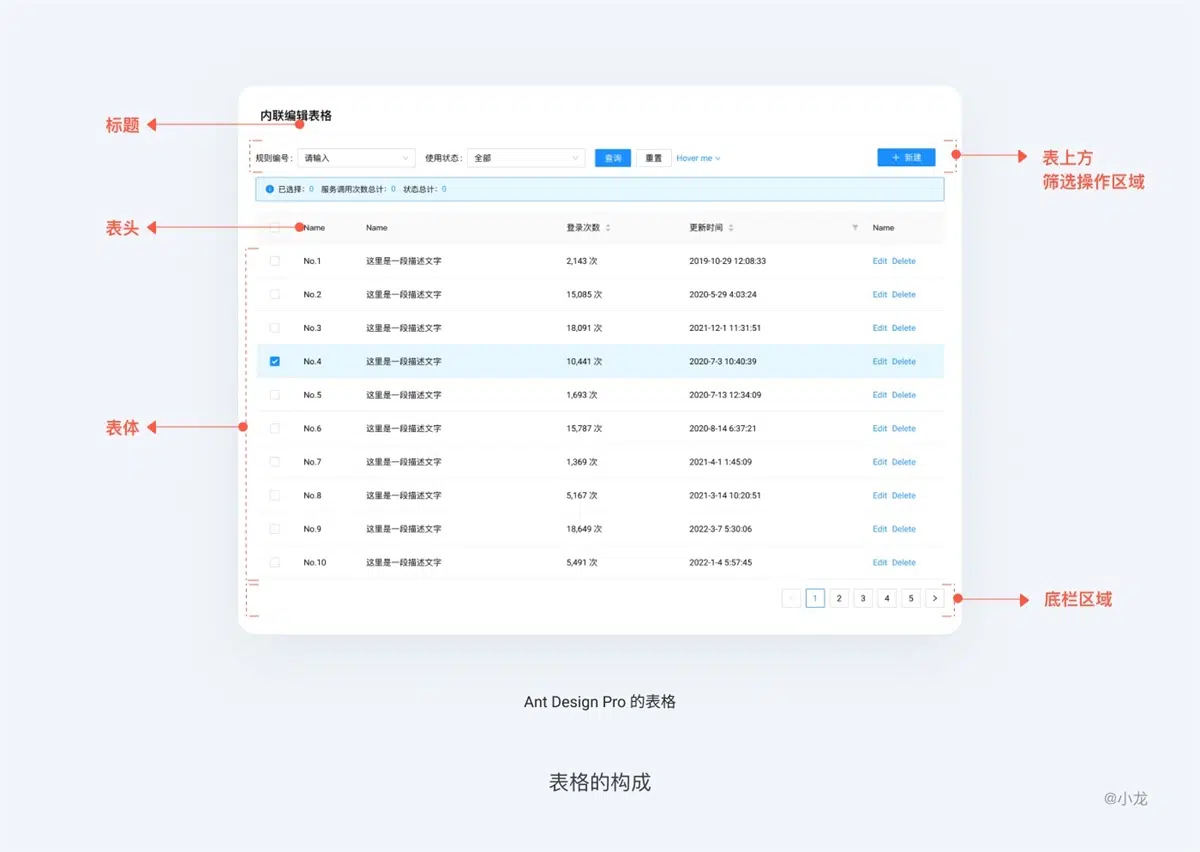 内联编辑表格
标题
规则编号： 请输入 使用状态： 全部 查询 重置 Hover me + 新建
表上方
筛选操作区域
已选择： 0 服务调用次数总计： 0 状态总计： 0
表头
Name Name 登录次数 更新时间 Name
No.1 这里是一段描述文字 2,143 次 2019-10-29 12:08:33 Edit Delete
No.2 这里是一段描述文字 15,085 次 2020-5-29 4:03:24 Edit Delete
No.3 这里是一段描述文字 18,091 次 2021-12-1 11:31:51 Edit Delete
No.4 这里是一段描述文字 10,441 次 2020-7-3 10:40:39 Edit Delete
No.5 这里是一段描述文字 1,693 次 2020-7-13 12:34:09 Edit Delete
表体
No.6 这里是一段描述文字 15,787 次 2020-8-14 6:37:21 Edit Delete
No.7 这里是一段描述文字 1,369 次 2021-4-1 1:45:09 Edit Delete
No.8 这里是一段描述文字 5,167 次 2021-3-14 10:20:51 Edit Delete
No.9 这里是一段描述文字 18,649 次 2022-3-7 5:30:06 Edit Delete
No.10 这里是一段描述文字 5,491 次 2022-1-4 5:57:45 Edit Delete
< 1 2 3 4 5 >
底栏区域
Ant Design Pro 的表格
表格的构成
@小龙